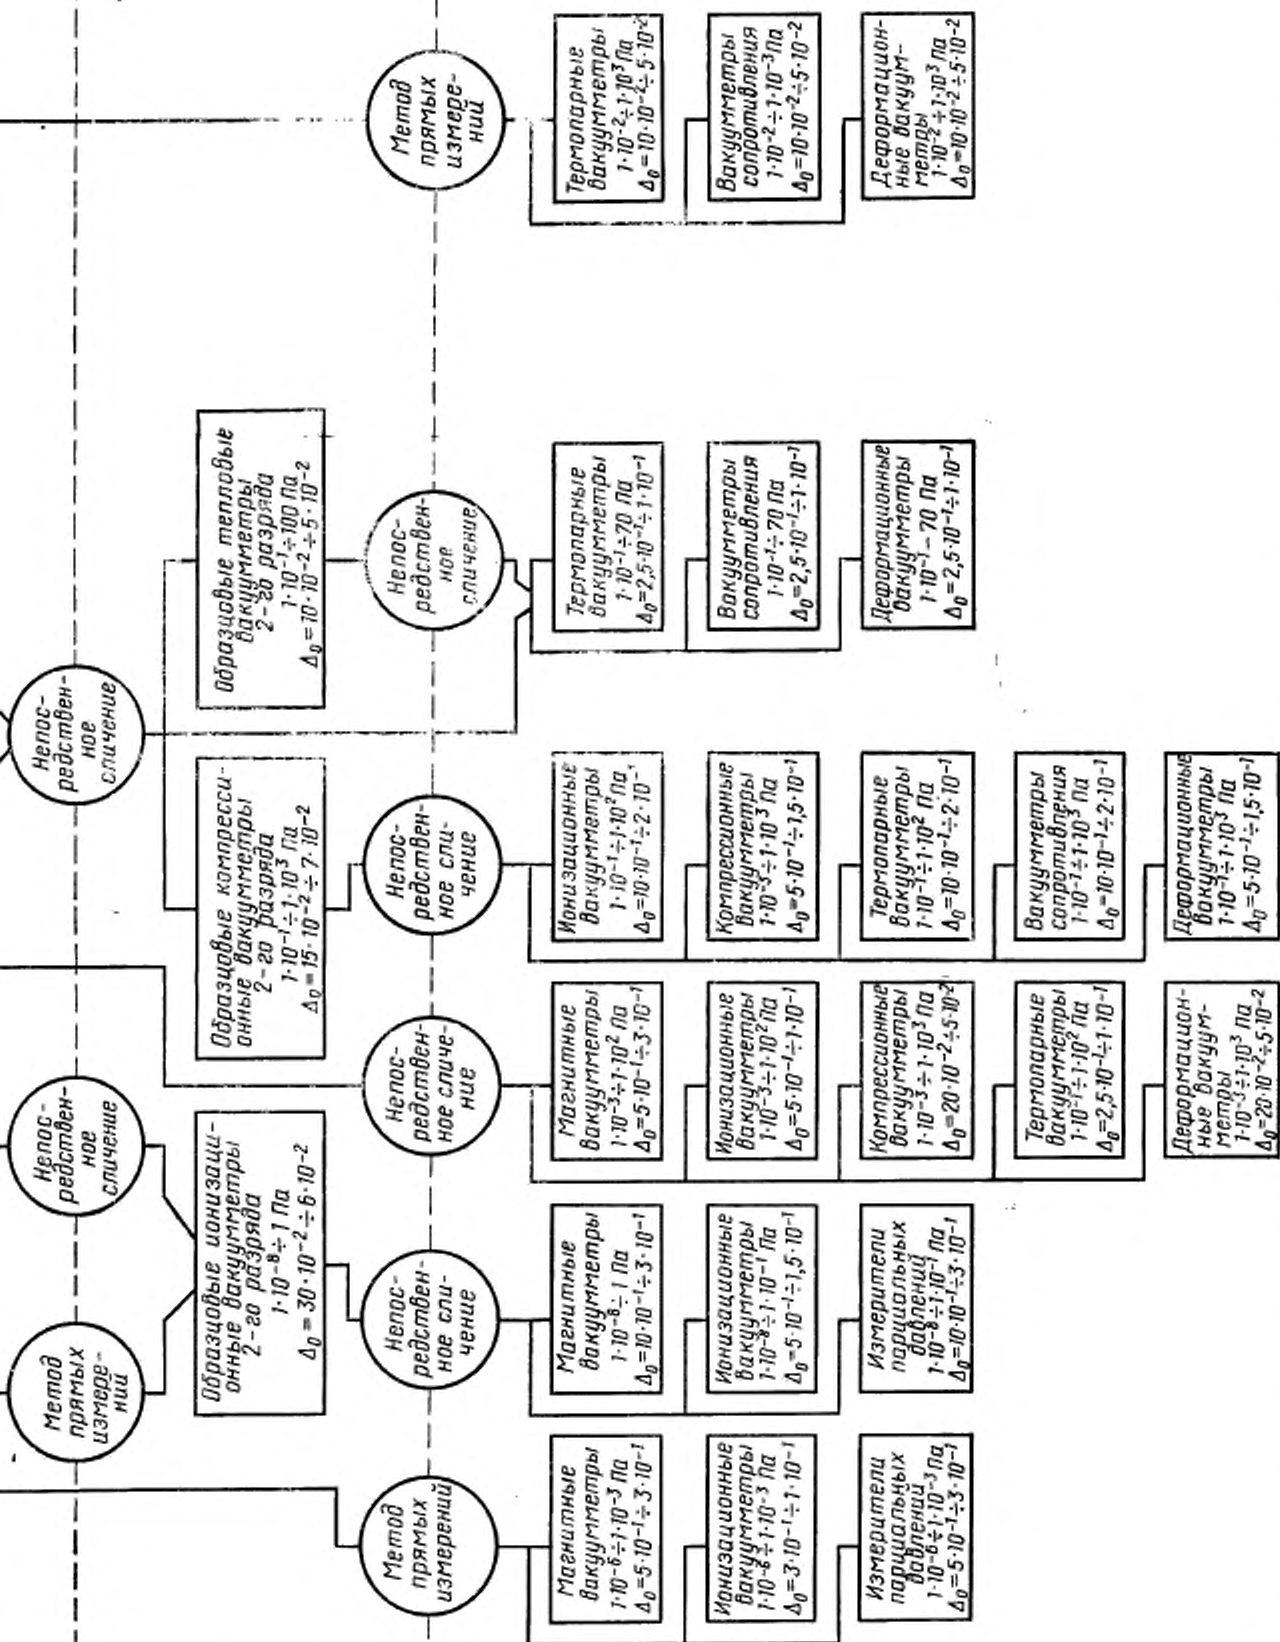 Непос-
редствен-
ное
сличение
Непос-
редствен-
ное
сличение
Метод
прямых
измере-
ний
Образцовые тепловые
вакуумметры
2-го разряда
1·10⁻¹÷100 Па
Δ₀=10·10⁻²÷5·10⁻²
Образцовые компресси-
онные вакуумметры
2-го разряда
1·10⁻¹÷1·10³ Па
Δ₀=15·10⁻²÷7·10⁻²
Образцовые ионизаци-
онные вакуумметры
2-го разряда
1·10⁻⁸÷1 Па
Δ₀=30·10⁻²÷6·10⁻²
Метод
прямых
измере-
ний
Непос-
редствен-
ное
сличение
Непос-
редствен-
ное сли-
чение
Непос-
редствен-
ное сличе-
ние
Непос-
редствен-
ное сли-
чение
Метод
прямых
измерений
Термопарные
вакуумметры
1·10⁻²÷1·10³ Па
Δ₀=10·10⁻²÷5·10⁻²
Вакуумметры
сопротивления
1·10⁻²÷1·10⁻³ Па
Δ₀=10·10⁻²÷5·10⁻²
Деформацион-
ные вакуум-
метры
1·10⁻²÷1·10³ Па
Δ₀=10·10⁻²÷5·10⁻²
Термопарные
вакуумметры
1·10⁻¹÷70 Па
Δ₀=2,5·10⁻¹÷1·10⁻¹
Вакуумметры
сопротивления
1·10⁻¹÷70 Па
Δ₀=2,5·10⁻¹÷1·10⁻¹
Деформационные
вакуумметры
Δ₀=2,5·10⁻¹÷1·10⁻¹
Ионизационные
вакуумметры
1·10⁻¹÷1·10² Па
Δ₀=10·10⁻¹÷2·10⁻¹
Компрессионные
вакуумметры
1·10⁻³÷1·10³ Па
Δ₀=5·10⁻¹÷1,5·10⁻¹
Термопарные
вакуумметры
1·10⁻¹÷1·10² Па
Δ₀=10·10⁻¹÷2·10⁻¹
Вакуумметры
сопротивления
1·10⁻¹÷1·10³ Па
Δ₀=10·10⁻¹÷2·10⁻¹
Деформационные
вакуумметры
1·10⁻¹÷1·10³ Па
Δ₀=5·10⁻¹÷1,5·10⁻¹
Магнитные
вакуумметры
1·10⁻³÷1·10² Па
Δ₀=5·10⁻¹÷3·10⁻¹
Ионизационные
вакуумметры
1·10⁻³÷1·10² Па
Δ₀=5·10⁻¹÷1·10⁻¹
Компрессионные
вакуумметры
1·10⁻³÷1·10³ Па
Δ₀=20·10⁻²÷5·10⁻²
Термопарные
вакуумметры
1·10⁻¹÷1·10² Па
Δ₀=2,5·10⁻¹÷1·10⁻¹
Деформацион-
ные вакуум-
метры
1·10⁻³÷1·10³ Па
Δ₀=20·10⁻²÷5·10⁻²
Магнитные
вакуумметры
1·10⁻⁸÷1 Па
Δ₀=10·10⁻¹÷3·10⁻¹
Ионизационные
вакуумметры
1·10⁻⁸÷1·10⁻¹ Па
Δ₀=5·10⁻¹÷1,5·10⁻¹
Измерители
парциальных
давлений
1·10⁻⁸÷1·10⁻¹ Па
Δ₀=10·10⁻¹÷3·10⁻¹
Магнитные
вакуумметры
1·10⁻⁶÷1·10⁻³ Па
Δ₀=5·10⁻¹÷3·10⁻¹
Ионизационные
вакуумметры
1·10⁻⁶÷1·10⁻³ Па
Δ₀=3·10⁻¹÷1·10⁻¹
Измерители
парциальных
давлений
1·10⁻⁶÷1·10⁻³ Па
Δ₀=5·10⁻¹÷3·10⁻¹